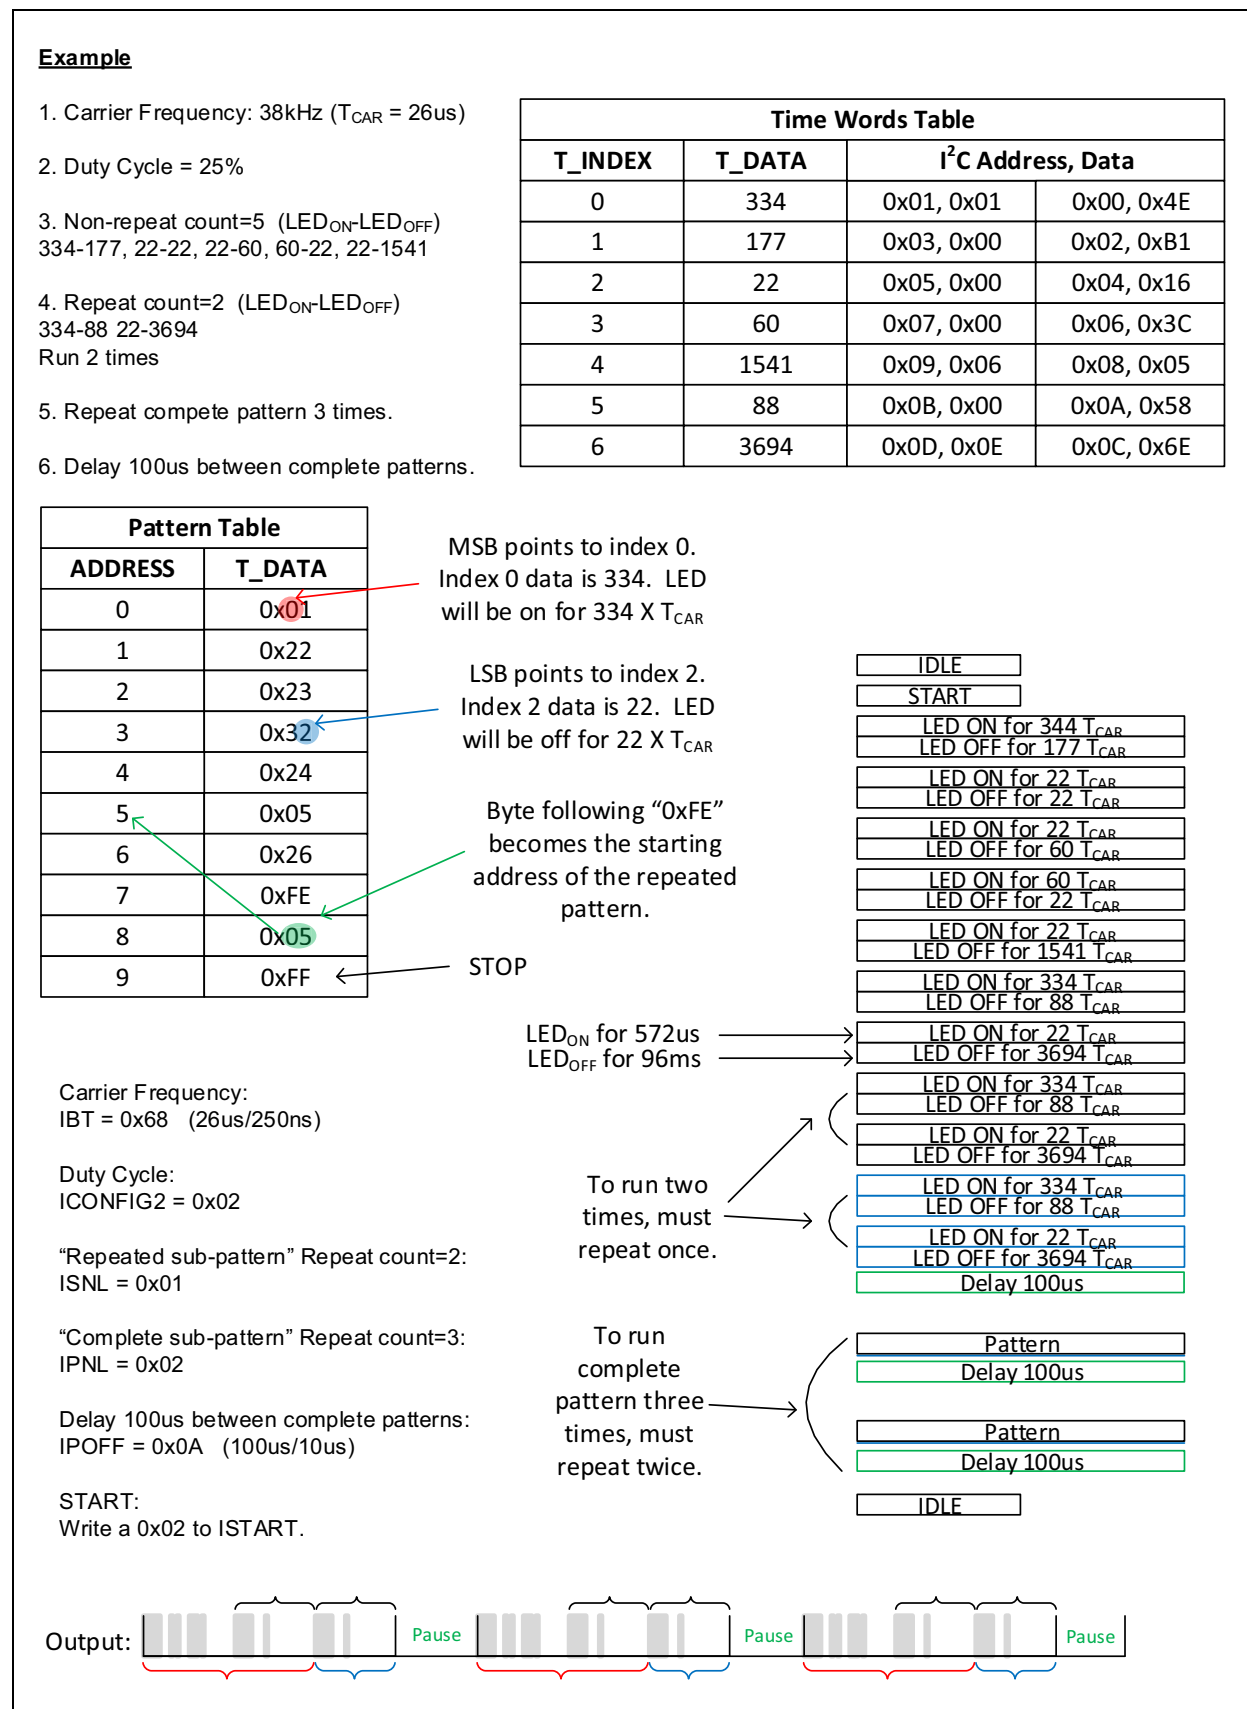 Example
1. Carrier Frequency: 38kHz (TCAR = 26us)
2. Duty Cycle = 25%
3. Non-repeat count=5  (LEDON-LEDOFF)
334-177, 22-22, 22-60, 60-22, 22-1541
4. Repeat count=2  (LEDON-LEDOFF)
334-88 22-3694
Run 2 times
5. Repeat compete pattern 3 times.
6. Delay 100us between complete patterns.
Time Words Table
T_INDEX T_DATA I²C Address, Data
0 334 0x01, 0x01 0x00, 0x4E
1 177 0x03, 0x00 0x02, 0xB1
2 22 0x05, 0x00 0x04, 0x16
3 60 0x07, 0x00 0x06, 0x3C
4 1541 0x09, 0x06 0x08, 0x05
5 88 0x0B, 0x00 0x0A, 0x58
6 3694 0x0D, 0x0E 0x0C, 0x6E
Pattern Table
ADDRESS T_DATA
0 0x01
1 0x22
2 0x23
3 0x32
4 0x24
5 0x05
6 0x26
7 0xFE
8 0x05
9 0xFF
MSB points to index 0.
Index 0 data is 334.  LED
will be on for 334 X TCAR
LSB points to index 2.
Index 2 data is 22.  LED
will be off for 22 X TCAR
Byte following “0xFE”
becomes the starting
address of the repeated
pattern.
STOP
LEDON for 572us
LEDOFF for 96ms
To run two
times, must
repeat once.
To run
complete
pattern three
times, must
repeat twice.
IDLE
START
LED ON for 344 TCAR
LED OFF for 177 TCAR
LED ON for 22 TCAR
LED OFF for 22 TCAR
LED ON for 22 TCAR
LED OFF for 60 TCAR
LED ON for 60 TCAR
LED OFF for 22 TCAR
LED ON for 22 TCAR
LED OFF for 1541 TCAR
LED ON for 334 TCAR
LED OFF for 88 TCAR
LED ON for 22 TCAR
LED OFF for 3694 TCAR
LED ON for 334 TCAR
LED OFF for 88 TCAR
LED ON for 22 TCAR
LED OFF for 3694 TCAR
LED ON for 334 TCAR
LED OFF for 88 TCAR
LED ON for 22 TCAR
LED OFF for 3694 TCAR
Delay 100us
Pattern
Delay 100us
Pattern
Delay 100us
IDLE
Carrier Frequency:
IBT = 0x68   (26us/250ns)
Duty Cycle:
ICONFIG2 = 0x02
“Repeated sub-pattern” Repeat count=2:
ISNL = 0x01
“Complete sub-pattern” Repeat count=3:
IPNL = 0x02
Delay 100us between complete patterns:
IPOFF = 0x0A   (100us/10us)
START:
Write a 0x02 to ISTART.
Output: Pause Pause Pause